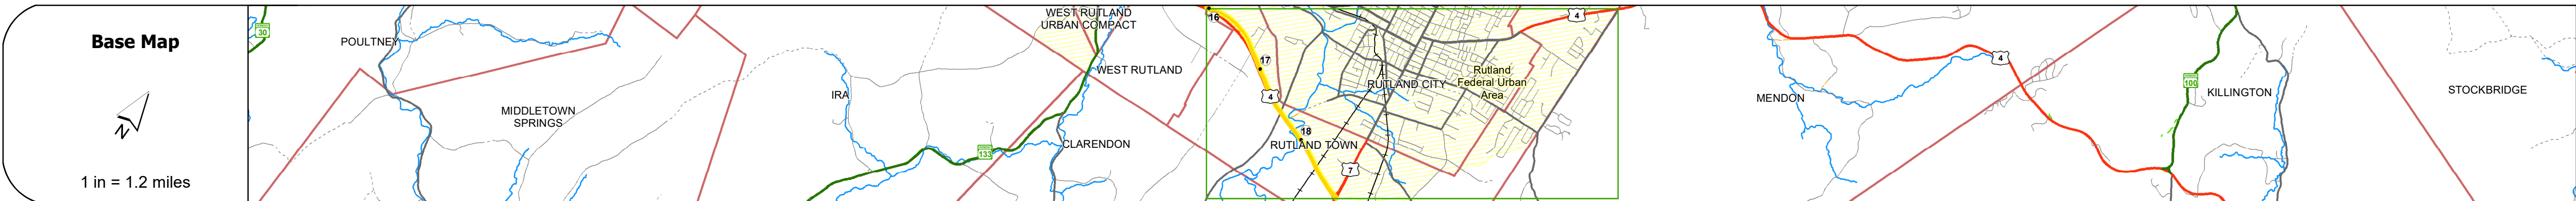 Base Map
N
1 in = 1.2 miles
30
POULTNEY
MIDDLETOWN
SPRINGS
IRA
133
WEST RUTLAND
URBAN COMPACT
WEST RUTLAND
CLARENDON
16
17
4
18
RUTLAND TOWN
7
RUTLAND CITY
Rutland
Federal Urban
Area
4
MENDON
4
100
KILLINGTON
STOCKBRIDGE